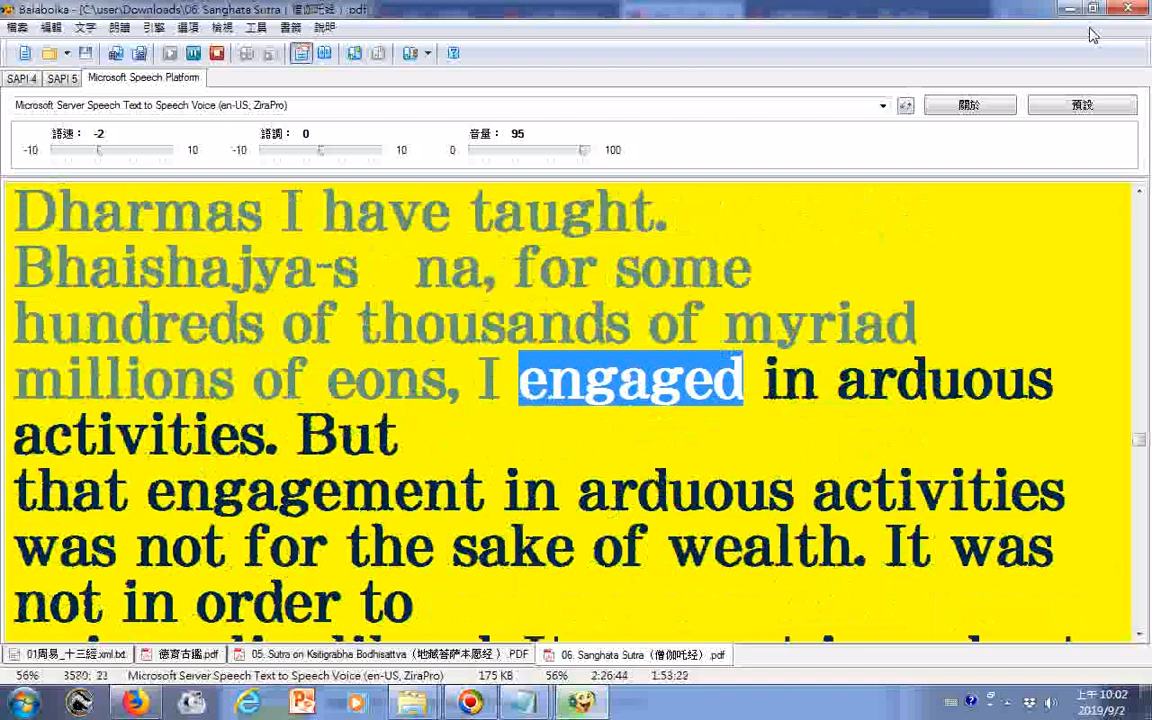 Balabolka - [C:\user\Downloads\06. Sanghata Sutra (僧伽吒经).pdf]
檔案 編輯 文字 朗讀 引擎 選項 檢視 工具 書籤 說明
SAPI 4 SAPI 5 Microsoft Speech Platform
Microsoft Server Speech Text to Speech Voice (en-US, ZiraPro)
關於 預設
語速： -2 語調： 0 音量： 95
-10 10 -10 10 0 100
Dharmas I have taught.
Bhaishajya-s na, for some
hundreds of thousands of myriad
millions of eons, I engaged in arduous
activities. But
that engagement in arduous activities
was not for the sake of wealth. It was
not in order to
01周易_十三經.xml.txt 德育古鑑.pdf 05. Sutra on Ksitigrabha Bodhisattva（地藏菩萨本愿经）.PDF 06. Sanghata Sutra（僧伽吒经）.pdf
56% 3580; 23 Microsoft Server Speech Text to Speech Voice (en-US, ZiraPro) 175 KB 56% 2:26:44 1:53:29
上午 10:02
2019/9/2